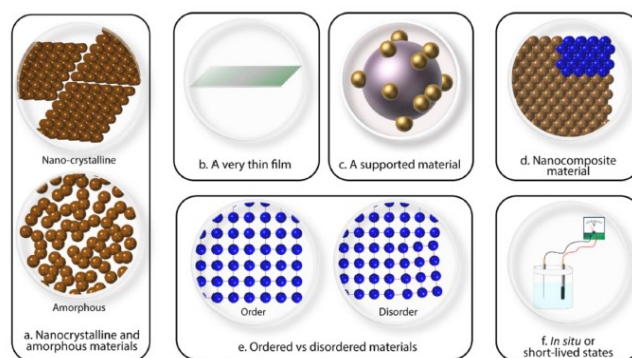 Nano-crystalline
Amorphous
a. Nanocrystalline and
amorphous materials
b. A very thin film
c. A supported material
d. Nanocomposite
material
Order
Disorder
e. Ordered vs disordered materials
f. In situ or
short-lived states